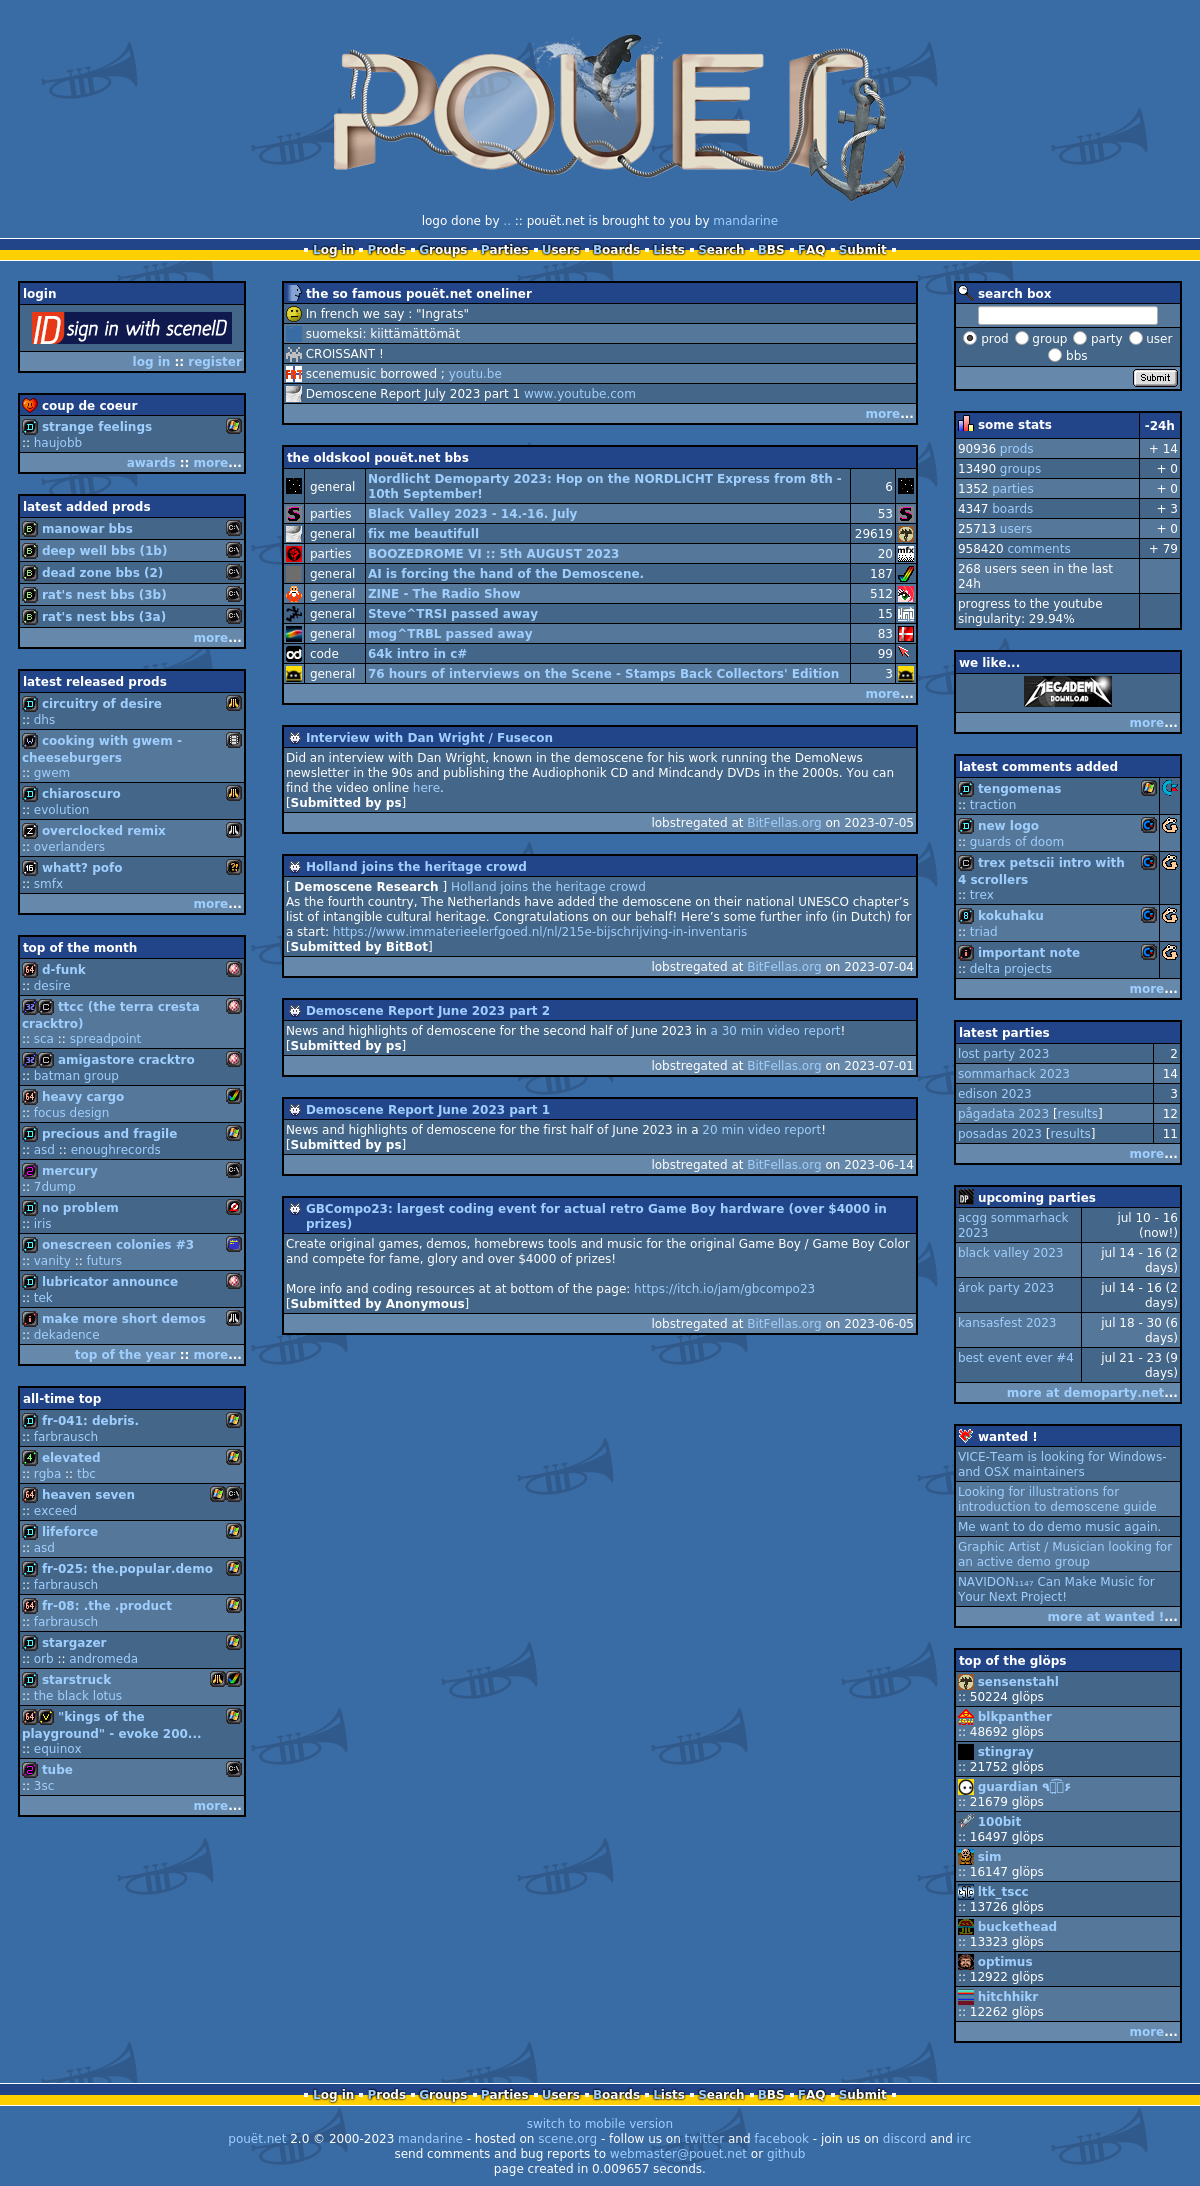 POUET
logo done by .. :: pouët.net is brought to you by mandarine
Log in Prods Groups Parties Users Boards Lists Search BBS FAQ Submit
login
ID sign in with sceneID
log in :: register
coup de coeur
strange feelings
:: haujobb
awards :: more...
latest added prods
manowar bbs
deep well bbs (1b)
dead zone bbs (2)
rat's nest bbs (3b)
rat's nest bbs (3a)
more...
latest released prods
circuitry of desire
:: dhs
cooking with gwem -
cheeseburgers
:: gwem
chiaroscuro
:: evolution
overclocked remix
:: overlanders
whatt? pofo
:: smfx
more...
top of the month
d-funk
:: desire
ttcc (the terra cresta
cracktro)
:: sca :: spreadpoint
amigastore cracktro
:: batman group
heavy cargo
:: focus design
precious and fragile
:: asd :: enoughrecords
mercury
:: 7dump
no problem
:: iris
onescreen colonies #3
:: vanity :: futurs
lubricator announce
:: tek
make more short demos
:: dekadence
top of the year :: more...
all-time top
fr-041: debris.
:: farbrausch
elevated
:: rgba :: tbc
heaven seven
:: exceed
lifeforce
:: asd
fr-025: the.popular.demo
:: farbrausch
fr-08: .the .product
:: farbrausch
stargazer
:: orb :: andromeda
starstruck
:: the black lotus
"kings of the
playground" - evoke 200...
:: equinox
tube
:: 3sc
more...
the so famous pouët.net oneliner
In french we say : "Ingrats"
suomeksi: kiittämättömät
CROISSANT !
scenemusic borrowed ; youtu.be
Demoscene Report July 2023 part 1 www.youtube.com
more...
the oldskool pouët.net bbs
general Nordlicht Demoparty 2023: Hop on the NORDLICHT Express from 8th - 6
10th September!
parties Black Valley 2023 - 14.-16. July 53
general fix me beautifull 29619
parties BOOZEDROME VI :: 5th AUGUST 2023 20
general AI is forcing the hand of the Demoscene. 187
general ZINE - The Radio Show 512
general Steve^TRSI passed away 15
general mog^TRBL passed away 83
code 64k intro in c# 99
general 76 hours of interviews on the Scene - Stamps Back Collectors' Edition 3
more...
Interview with Dan Wright / Fusecon
Did an interview with Dan Wright, known in the demoscene for his work running the DemoNews
newsletter in the 90s and publishing the Audiophonik CD and Mindcandy DVDs in the 2000s. You can
find the video online here.
[Submitted by ps]
lobstregated at BitFellas.org on 2023-07-05
Holland joins the heritage crowd
[ Demoscene Research ] Holland joins the heritage crowd
As the fourth country, The Netherlands have added the demoscene on their national UNESCO chapter’s
list of intangible cultural heritage. Congratulations on our behalf! Here’s some further info (in Dutch) for
a start: https://www.immaterieelerfgoed.nl/nl/215e-bijschrijving-in-inventaris
[Submitted by BitBot]
lobstregated at BitFellas.org on 2023-07-04
Demoscene Report June 2023 part 2
News and highlights of demoscene for the second half of June 2023 in a 30 min video report!
[Submitted by ps]
lobstregated at BitFellas.org on 2023-07-01
Demoscene Report June 2023 part 1
News and highlights of demoscene for the first half of June 2023 in a 20 min video report!
[Submitted by ps]
lobstregated at BitFellas.org on 2023-06-14
GBCompo23: largest coding event for actual retro Game Boy hardware (over $4000 in
prizes)
Create original games, demos, homebrews tools and music for the original Game Boy / Game Boy Color
and compete for fame, glory and over $4000 of prizes!
More info and coding resources at at bottom of the page: https://itch.io/jam/gbcompo23
[Submitted by Anonymous]
lobstregated at BitFellas.org on 2023-06-05
search box
prod group party user
bbs
Submit
some stats -24h
90936 prods + 14
13490 groups + 0
1352 parties + 0
4347 boards + 3
25713 users + 0
958420 comments + 79
268 users seen in the last
24h
progress to the youtube
singularity: 29.94%
we like...
MEGADEMO
DOWNLOAD
more...
latest comments added
tengomenas
:: traction
new logo
:: guards of doom
trex petscii intro with
4 scrollers
:: trex
kokuhaku
:: triad
important note
:: delta projects
more...
latest parties
lost party 2023 2
sommarhack 2023 14
edison 2023 3
pågadata 2023 [results] 12
posadas 2023 [results] 11
more...
upcoming parties
acgg sommarhack jul 10 - 16
2023 (now!)
black valley 2023 jul 14 - 16 (2
days)
árok party 2023 jul 14 - 16 (2
days)
kansasfest 2023 jul 18 - 30 (6
days)
best event ever #4 jul 21 - 23 (9
days)
more at demoparty.net...
wanted !
VICE-Team is looking for Windows-
and OSX maintainers
Looking for illustrations for
introduction to demoscene guide
Me want to do demo music again.
Graphic Artist / Musician looking for
an active demo group
NAVIDON₁₁₄₇ Can Make Music for
Your Next Project!
more at wanted !...
top of the glöps
sensenstahl
:: 50224 glöps
blkpanther
:: 48692 glöps
stingray
:: 21752 glöps
guardian
:: 21679 glöps
100bit
:: 16497 glöps
sim
:: 16147 glöps
ltk_tscc
:: 13726 glöps
buckethead
:: 13323 glöps
optimus
:: 12922 glöps
hitchhikr
:: 12262 glöps
more...
Log in Prods Groups Parties Users Boards Lists Search BBS FAQ Submit
switch to mobile version
pouët.net 2.0 © 2000-2023 mandarine - hosted on scene.org - follow us on twitter and facebook - join us on discord and irc
send comments and bug reports to webmaster@pouet.net or github
page created in 0.009657 seconds.